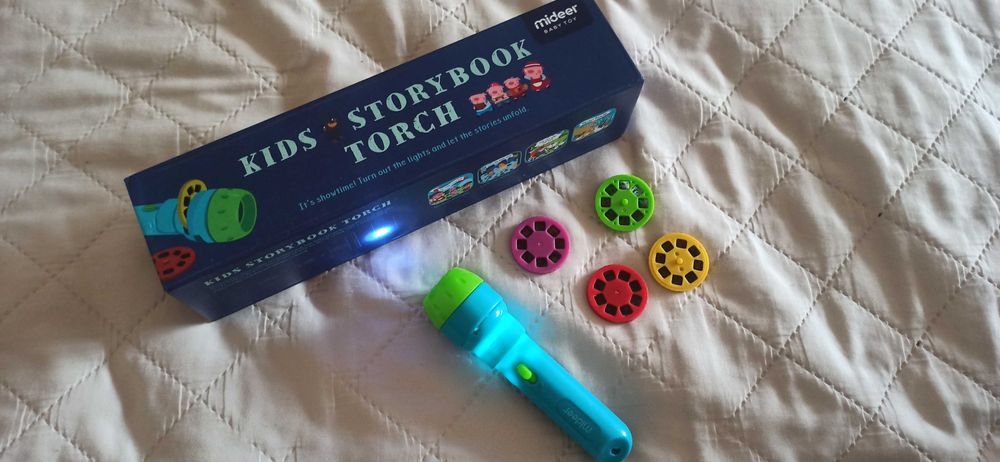 mideer
BABY TOY
KIDS STORYBOOK
TORCH
It's showtime! Turn out the lights and let the stories unfold.
KIDS STORYBOOK TORCH
mideer